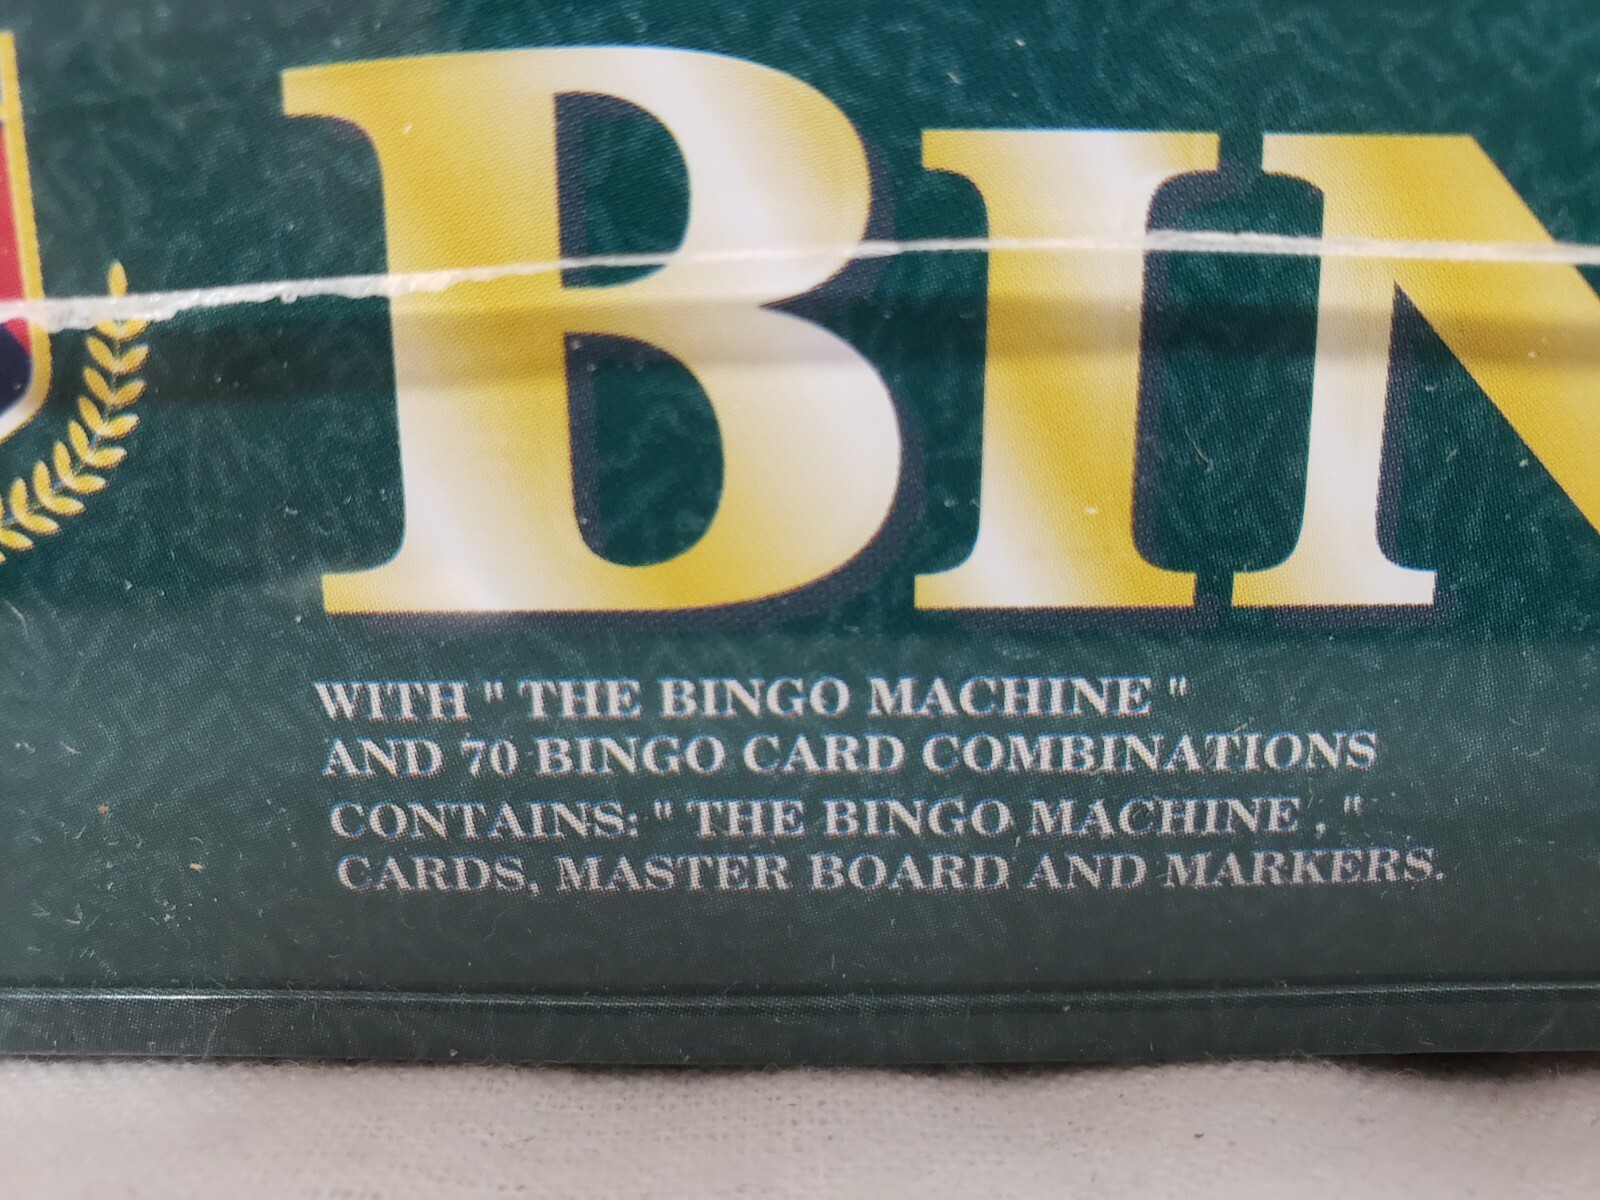 BIN
WITH " THE BINGO MACHINE "
AND 70 BINGO CARD COMBINATIONS
CONTAINS: " THE BINGO MACHINE , "
CARDS, MASTER BOARD AND MARKERS.